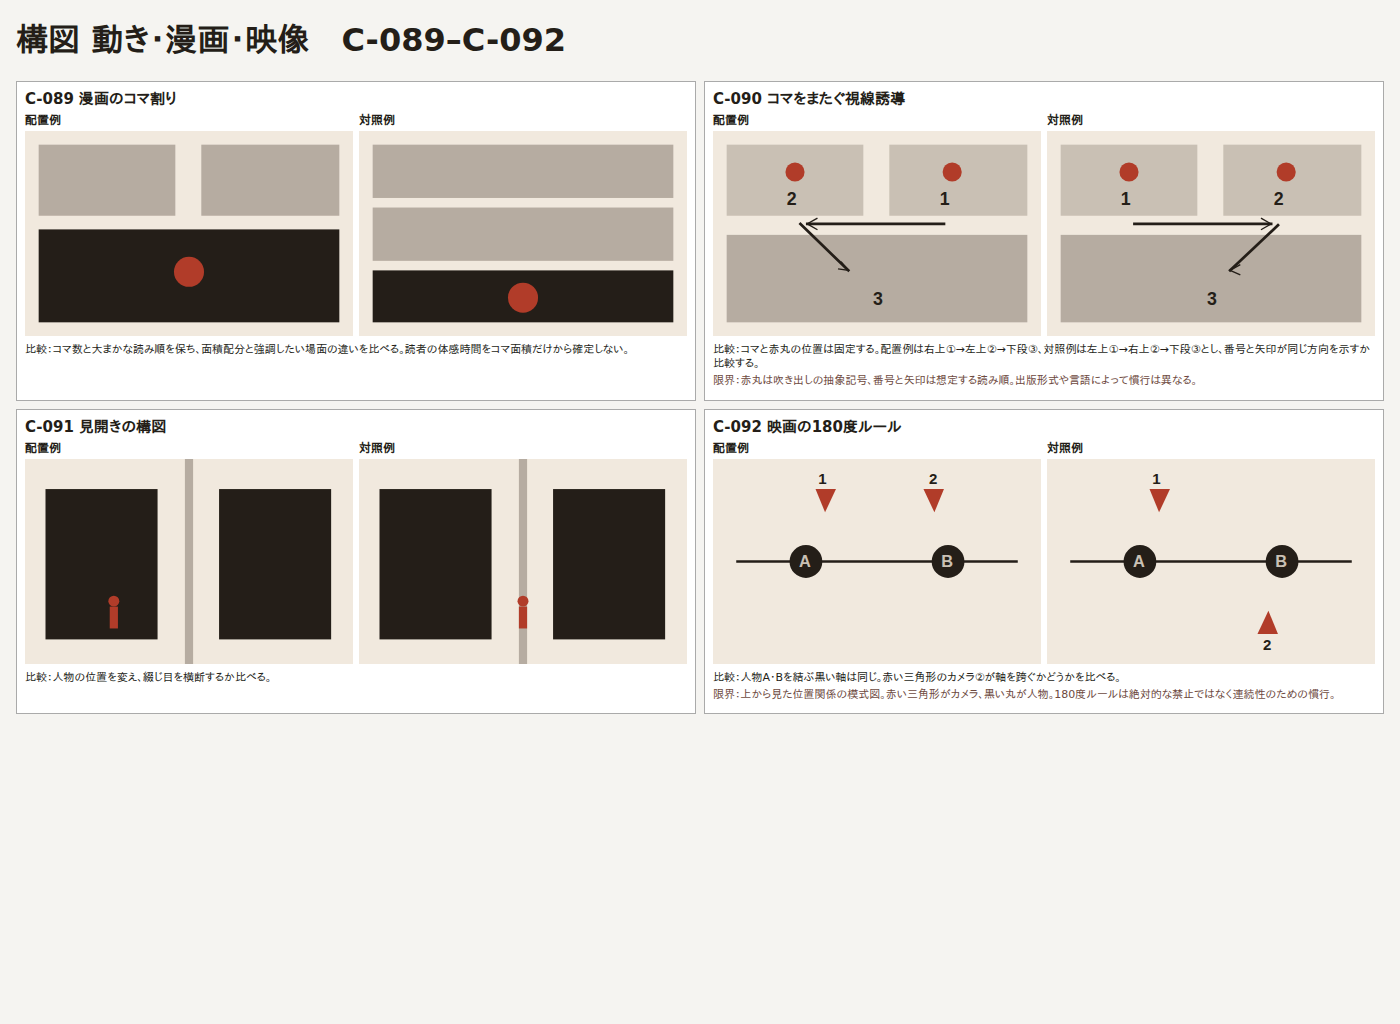 構図 動き・漫画・映像　C-089–C-092
C-089 漫画のコマ割り
配置例
対照例
比較：コマ数と大まかな読み順を保ち、面積配分と強調したい場面の違いを比べる。読者の体感時間をコマ面積だけから確定しない。
C-090 コマをまたぐ視線誘導
配置例
対照例
2
1
3
1
2
3
比較：コマと赤丸の位置は固定する。配置例は右上①→左上②→下段③、対照例は左上①→右上②→下段③とし、番号と矢印が同じ方向を示すか
比較する。
限界：赤丸は吹き出しの抽象記号、番号と矢印は想定する読み順。出版形式や言語によって慣行は異なる。
C-091 見開きの構図
配置例
対照例
比較：人物の位置を変え、綴じ目を横断するか比べる。
C-092 映画の180度ルール
配置例
対照例
1
2
A
B
1
A
B
2
比較：人物A・Bを結ぶ黒い軸は同じ。赤い三角形のカメラ②が軸を跨ぐかどうかを比べる。
限界：上から見た位置関係の模式図。赤い三角形がカメラ、黒い丸が人物。180度ルールは絶対的な禁止ではなく連続性のための慣行。